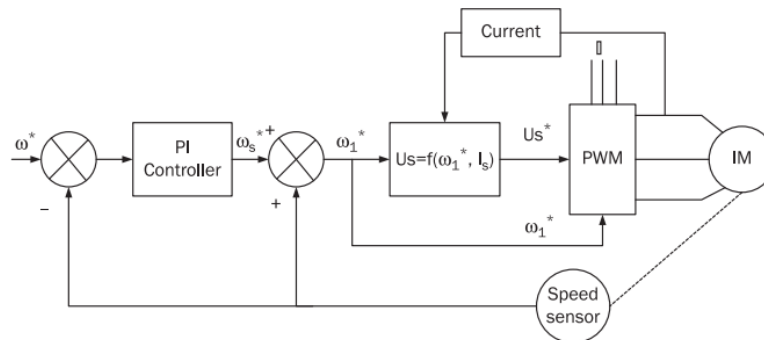 Current
ω*
PI
Controller
ωs*+
ω1*
Us=f(ω1*, Is)
Us*
PWM
IM
−
+
ω1*
Speed
sensor